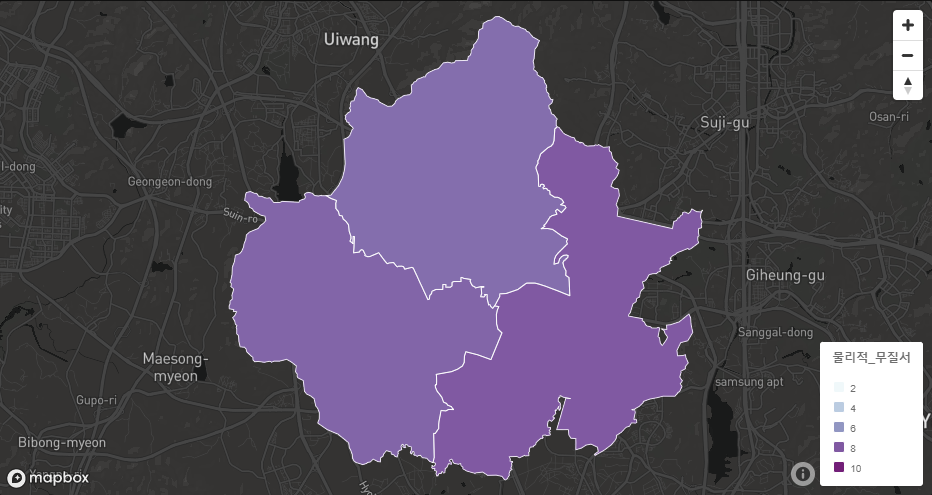 Uiwang
Suji-gu
Osan-ri
l-dong
Geongeon-dong
ity
Suin-ro
Giheung-gu
Sanggal-dong
Maesong-
myeon
물리적_무질서
samsung apt
2
Gupo-ri
4
6
Y
Bibong-myeon
8
10
mapbox